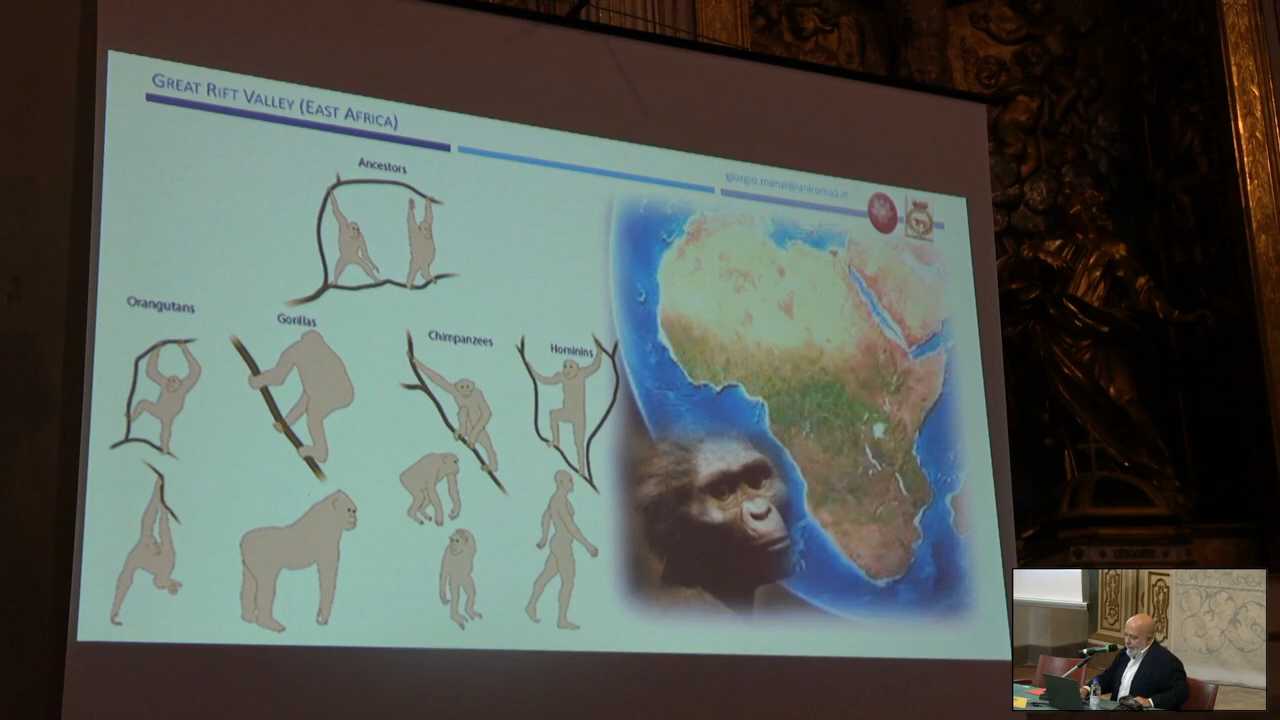 GREAT RIFT VALLEY (EAST AFRICA)
giorgio.manzi@uniroma1.it
Ancestors
Orangutans
Gorillas
Chimpanzees
Hominins